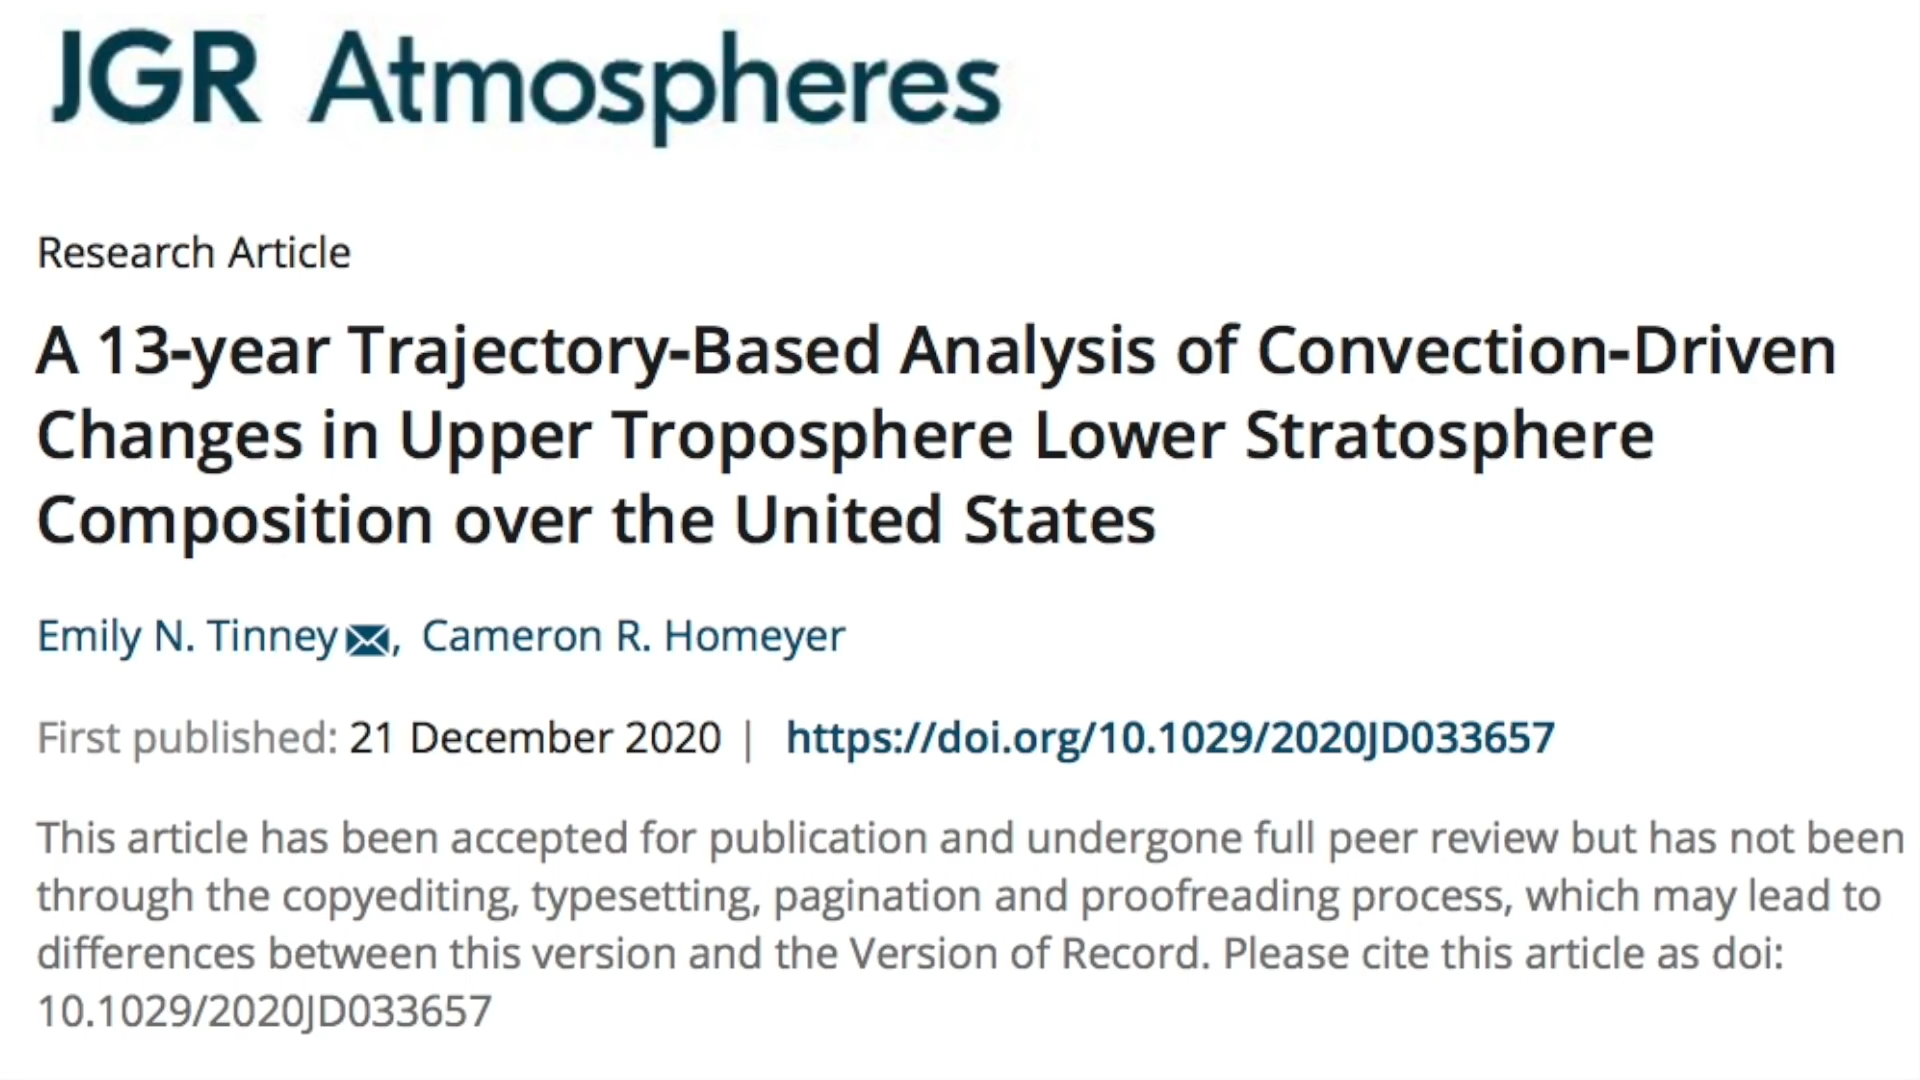 JGR Atmospheres
Research Article
A 13-year Trajectory-Based Analysis of Convection-Driven
Changes in Upper Troposphere Lower Stratosphere
Composition over the United States
Emily N. Tinney, Cameron R. Homeyer
First published: 21 December 2020 | https://doi.org/10.1029/2020JD033657
This article has been accepted for publication and undergone full peer review but has not been
through the copyediting, typesetting, pagination and proofreading process, which may lead to
differences between this version and the Version of Record. Please cite this article as doi:
10.1029/2020JD033657